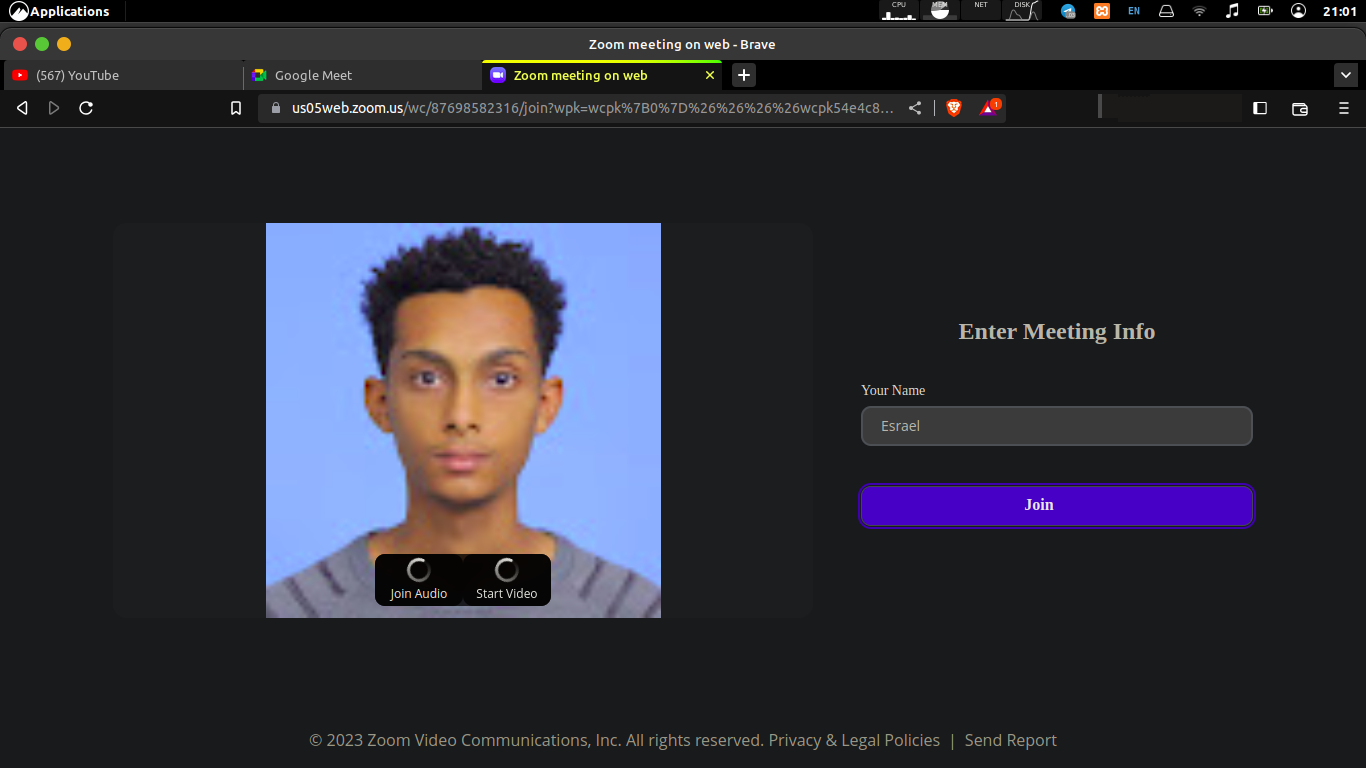 Applications
CPU
MEM
NET
DISK
EN
21:01
Zoom meeting on web - Brave
(567) YouTube
Google Meet
Zoom meeting on web
us05web.zoom.us/wc/87698582316/join?wpk=wcpk%7B0%7D%26%26%26%26wcpk54e4c8...
1
Enter Meeting Info
Your Name
Esrael
Join
Join Audio
Start Video
© 2023 Zoom Video Communications, Inc. All rights reserved. Privacy & Legal Policies | Send Report